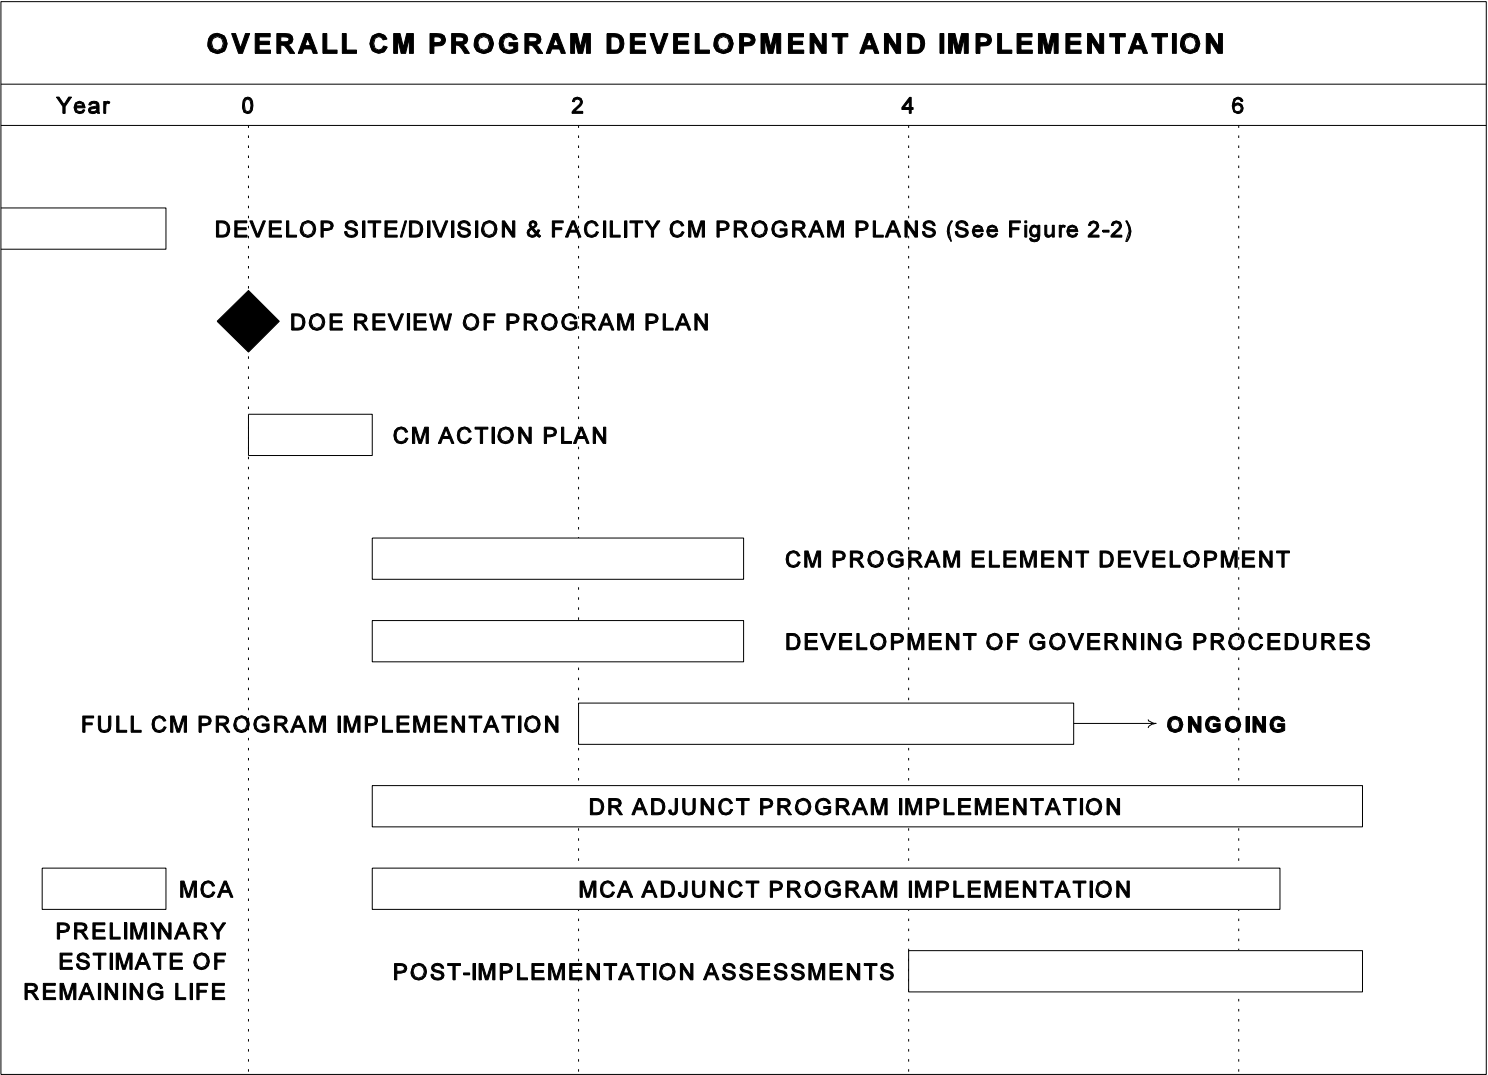 OVERALL CM PROGRAM DEVELOPMENT AND IMPLEMENTATION
Year 0 2 4 6
DEVELOP SITE/DIVISION & FACILITY CM PROGRAM PLANS (See Figure 2-2)
DOE REVIEW OF PROGRAM PLAN
CM ACTION PLAN
CM PROGRAM ELEMENT DEVELOPMENT
DEVELOPMENT OF GOVERNING PROCEDURES
FULL CM PROGRAM IMPLEMENTATION ONGOING
DR ADJUNCT PROGRAM IMPLEMENTATION
MCA MCA ADJUNCT PROGRAM IMPLEMENTATION
PRELIMINARY
ESTIMATE OF
REMAINING LIFE
POST-IMPLEMENTATION ASSESSMENTS